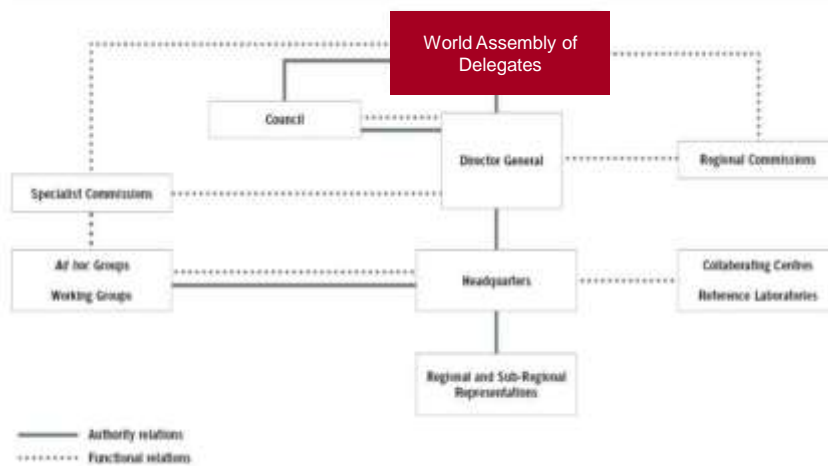 World Assembly of
Delegates
Council
Director General
Regional Commissions
Specialist Commissions
Ad hoc Groups
Working Groups
Headquarters
Collaborating Centres
Reference Laboratories
Regional and Sub-Regional
Representations
Authority relations
Functional relations